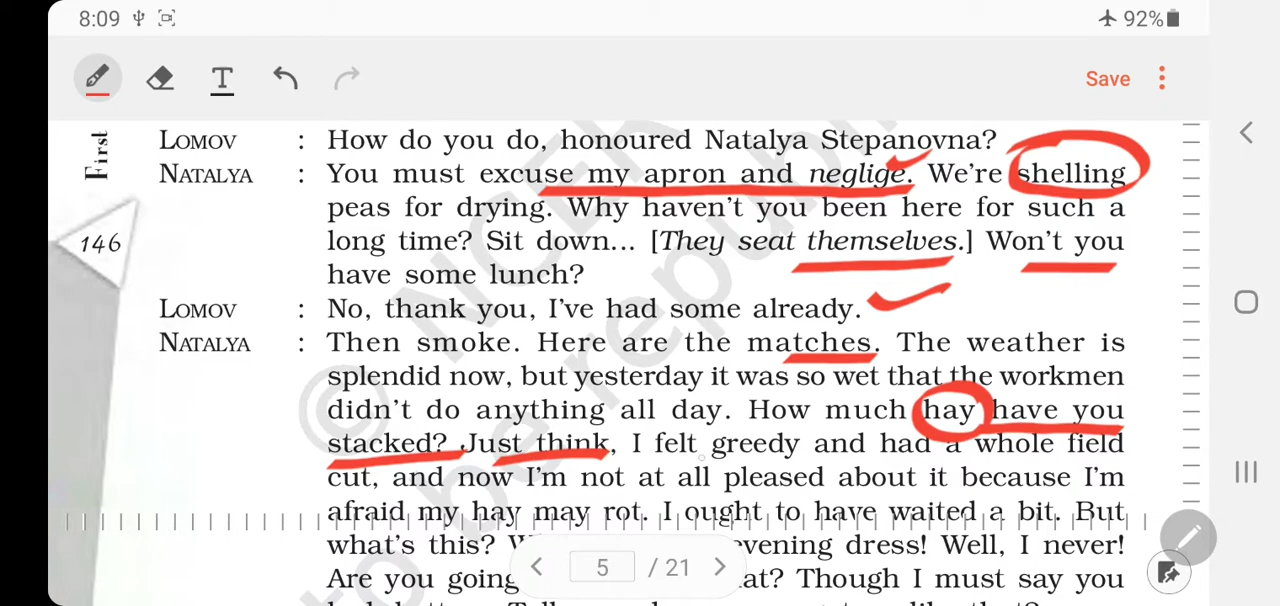 8:09 92%
T Save
First
146
LOMOV : How do you do, honoured Natalya Stepanovna?
NATALYA : You must excuse my apron and neglige. We're shelling
peas for drying. Why haven't you been here for such a
long time? Sit down... [They seat themselves.] Won't you
have some lunch?
LOMOV : No, thank you, I've had some already.
NATALYA : Then smoke. Here are the matches. The weather is
splendid now, but yesterday it was so wet that the workmen
didn't do anything all day. How much hay have you
stacked? Just think, I felt greedy and had a whole field
cut, and now I'm not at all pleased about it because I'm
afraid my hay may rot. I ought to have waited a bit. But
what's this? evening dress! Well, I never!
Are you going Though I must say you
5 / 21
© NCERT
be republi